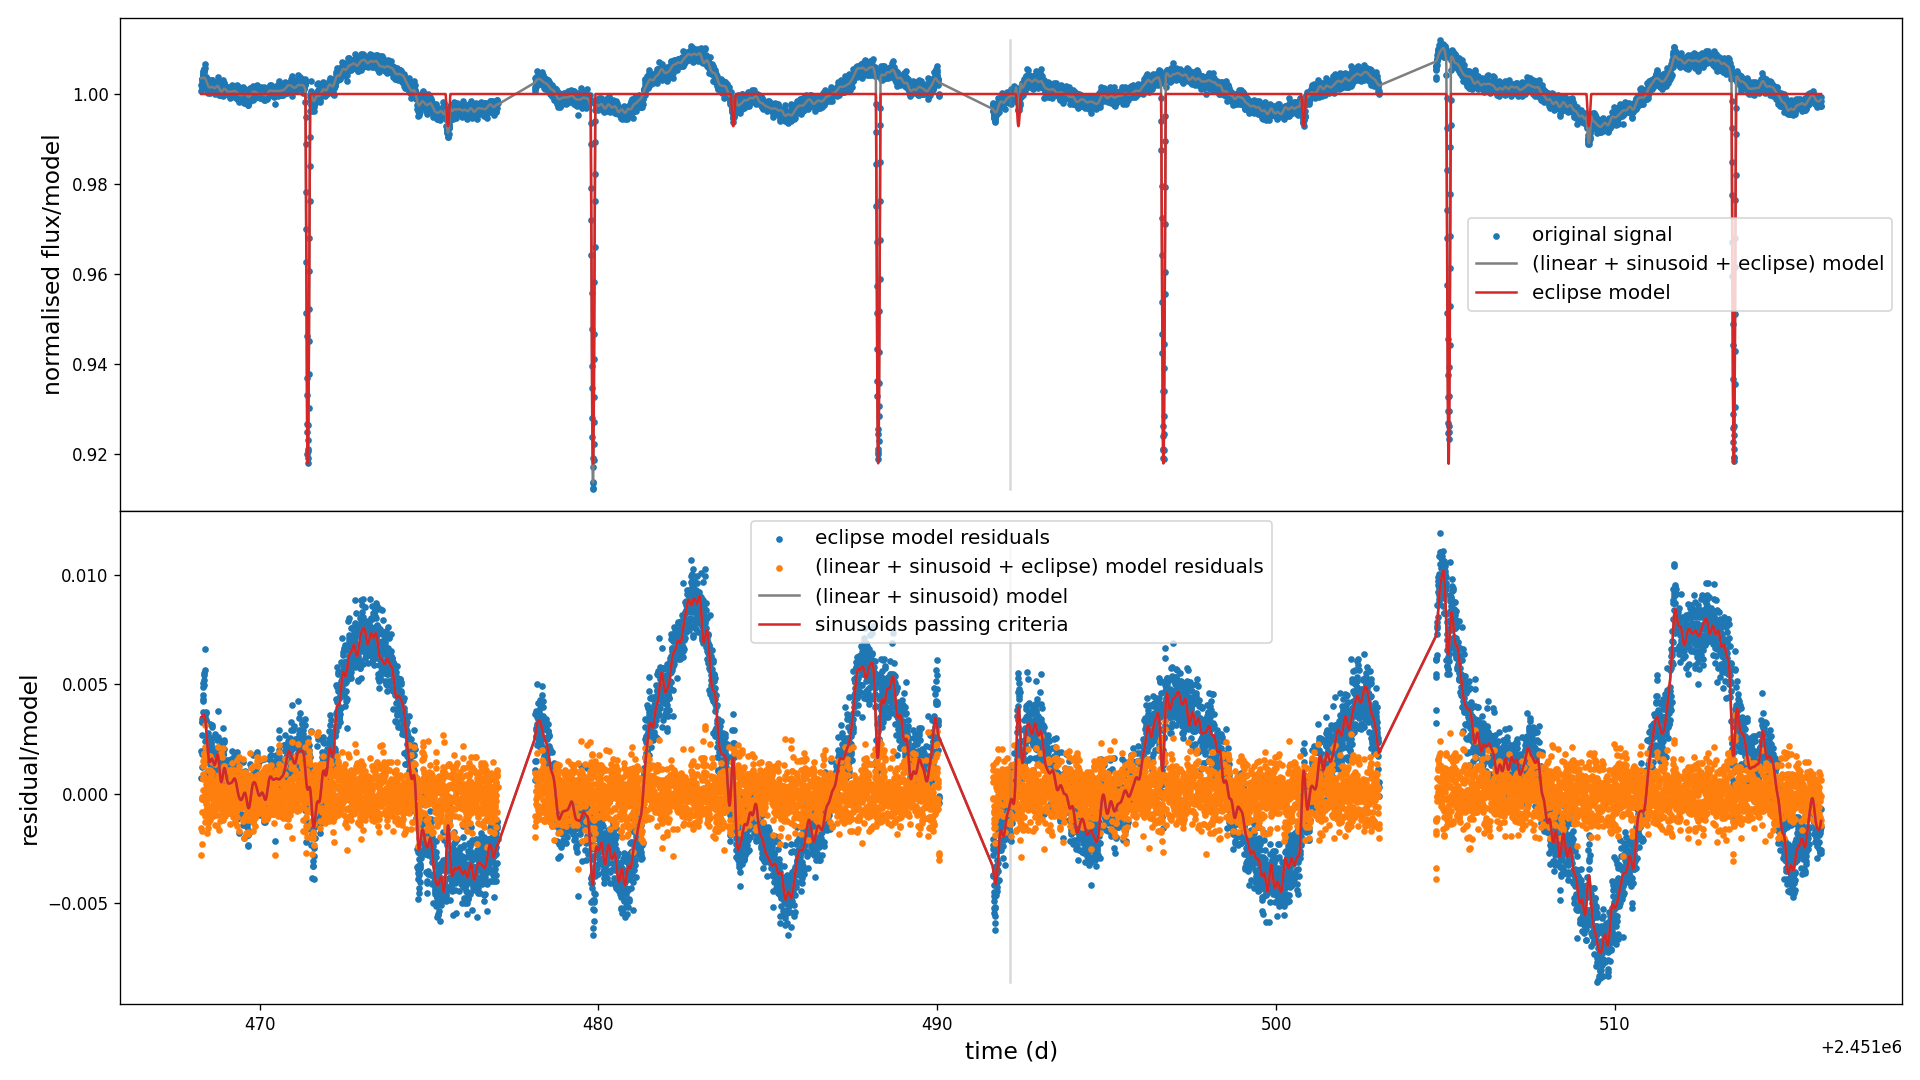 normalised flux/model
1.00
0.98
0.96
0.94
0.92
original signal
(linear + sinusoid + eclipse) model
eclipse model
residual/model
0.010
0.005
0.000
−0.005
eclipse model residuals
(linear + sinusoid + eclipse) model residuals
(linear + sinusoid) model
sinusoids passing criteria
470
480
490
500
510
time (d)
+2.451e6